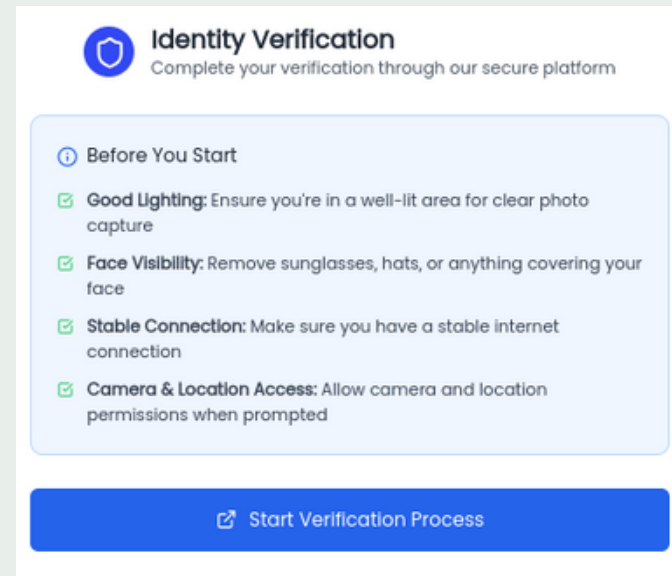 Identity Verification
Complete your verification through our secure platform
Before You Start
Good Lighting: Ensure you're in a well-lit area for clear photo
capture
Face Visibility: Remove sunglasses, hats, or anything covering your
face
Stable Connection: Make sure you have a stable internet
connection
Camera & Location Access: Allow camera and location
permissions when prompted
Start Verification Process